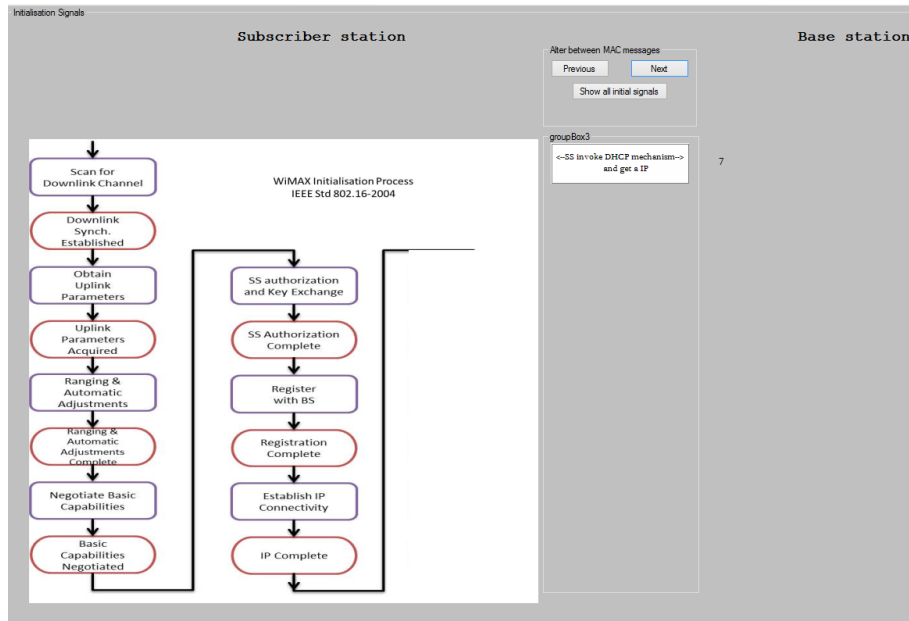 Initialisation Signals
Subscriber station
Base station
Alter between MAC messages
Previous
Next
Show all initial signals
groupBox3
<--SS invoke DHCP mechanism-->
and get a IP
7
WiMAX Initialisation Process
IEEE Std 802.16-2004
Scan for
Downlink Channel
Downlink
Synch.
Established
Obtain
Uplink
Parameters
Uplink
Parameters
Acquired
Ranging &
Automatic
Adjustments
Ranging &
Automatic
Adjustments
Complete
Negotiate Basic
Capabilities
Basic
Capabilities
Negotiated
SS authorization
and Key Exchange
SS Authorization
Complete
Register
with BS
Registration
Complete
Establish IP
Connectivity
IP Complete